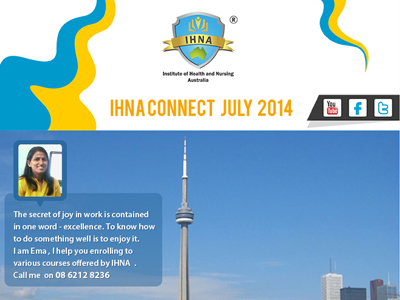 ®
IHNA
Institute of Health and Nursing
Australia
IHNA CONNECT JULY 2014
You
Tube
The secret of joy in work is contained
in one word - excellence. To know how
to do something well is to enjoy it.
I am Ema , I help you enrolling to
various courses offered by IHNA .
Call me on 08 6212 8236